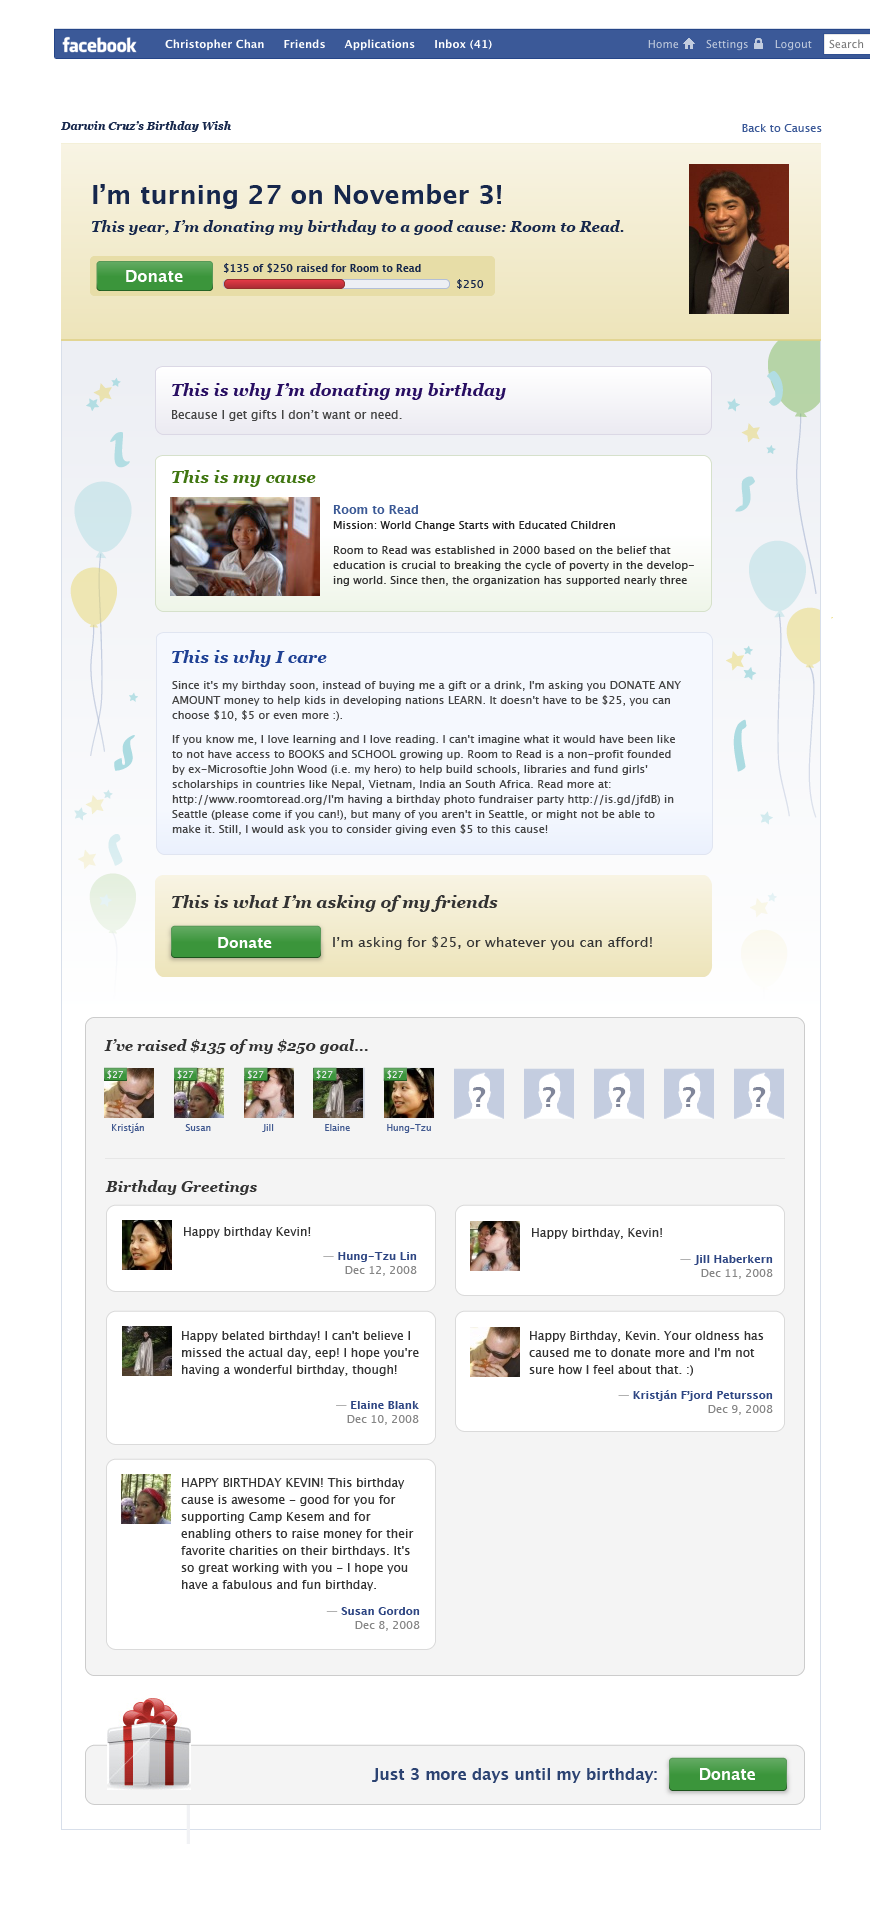 facebook Christopher Chan Friends Applications Inbox (41) Home Settings Logout Search
Darwin Cruz's Birthday Wish
Back to Causes
I'm turning 27 on November 3!
This year, I'm donating my birthday to a good cause: Room to Read.
Donate
$135 of $250 raised for Room to Read
$250
This is why I'm donating my birthday
Because I get gifts I don't want or need.
This is my cause
Room to Read
Mission: World Change Starts with Educated Children
Room to Read was established in 2000 based on the belief that
education is crucial to breaking the cycle of poverty in the develop-
ing world. Since then, the organization has supported nearly three
This is why I care
Since it's my birthday soon, instead of buying me a gift or a drink, I'm asking you DONATE ANY
AMOUNT money to help kids in developing nations LEARN. It doesn't have to be $25, you can
choose $10, $5 or even more :).
If you know me, I love learning and I love reading. I can't imagine what it would have been like
to not have access to BOOKS and SCHOOL growing up. Room to Read is a non-profit founded
by ex-Microsoftie John Wood (i.e. my hero) to help build schools, libraries and fund girls'
scholarships in countries like Nepal, Vietnam, India an South Africa. Read more at:
http://www.roomtoread.org/I'm having a birthday photo fundraiser party http://is.gd/jfdB) in
Seattle (please come if you can!), but many of you aren't in Seattle, or might not be able to
make it. Still, I would ask you to consider giving even $5 to this cause!
This is what I'm asking of my friends
Donate
I'm asking for $25, or whatever you can afford!
I've raised $135 of my $250 goal...
$27 $27 $27 $27 $27
? ? ? ? ?
Kristján Susan Jill Elaine Hung-Tzu
Birthday Greetings
Happy birthday Kevin!
— Hung-Tzu Lin
Dec 12, 2008
Happy birthday, Kevin!
— Jill Haberkern
Dec 11, 2008
Happy belated birthday! I can't believe I
missed the actual day, eep! I hope you're
having a wonderful birthday, though!
— Elaine Blank
Dec 10, 2008
Happy Birthday, Kevin. Your oldness has
caused me to donate more and I'm not
sure how I feel about that. :)
— Kristján F'jord Petursson
Dec 9, 2008
HAPPY BIRTHDAY KEVIN! This birthday
cause is awesome - good for you for
supporting Camp Kesem and for
enabling others to raise money for their
favorite charities on their birthdays. It's
so great working with you - I hope you
have a fabulous and fun birthday.
— Susan Gordon
Dec 8, 2008
Just 3 more days until my birthday:
Donate